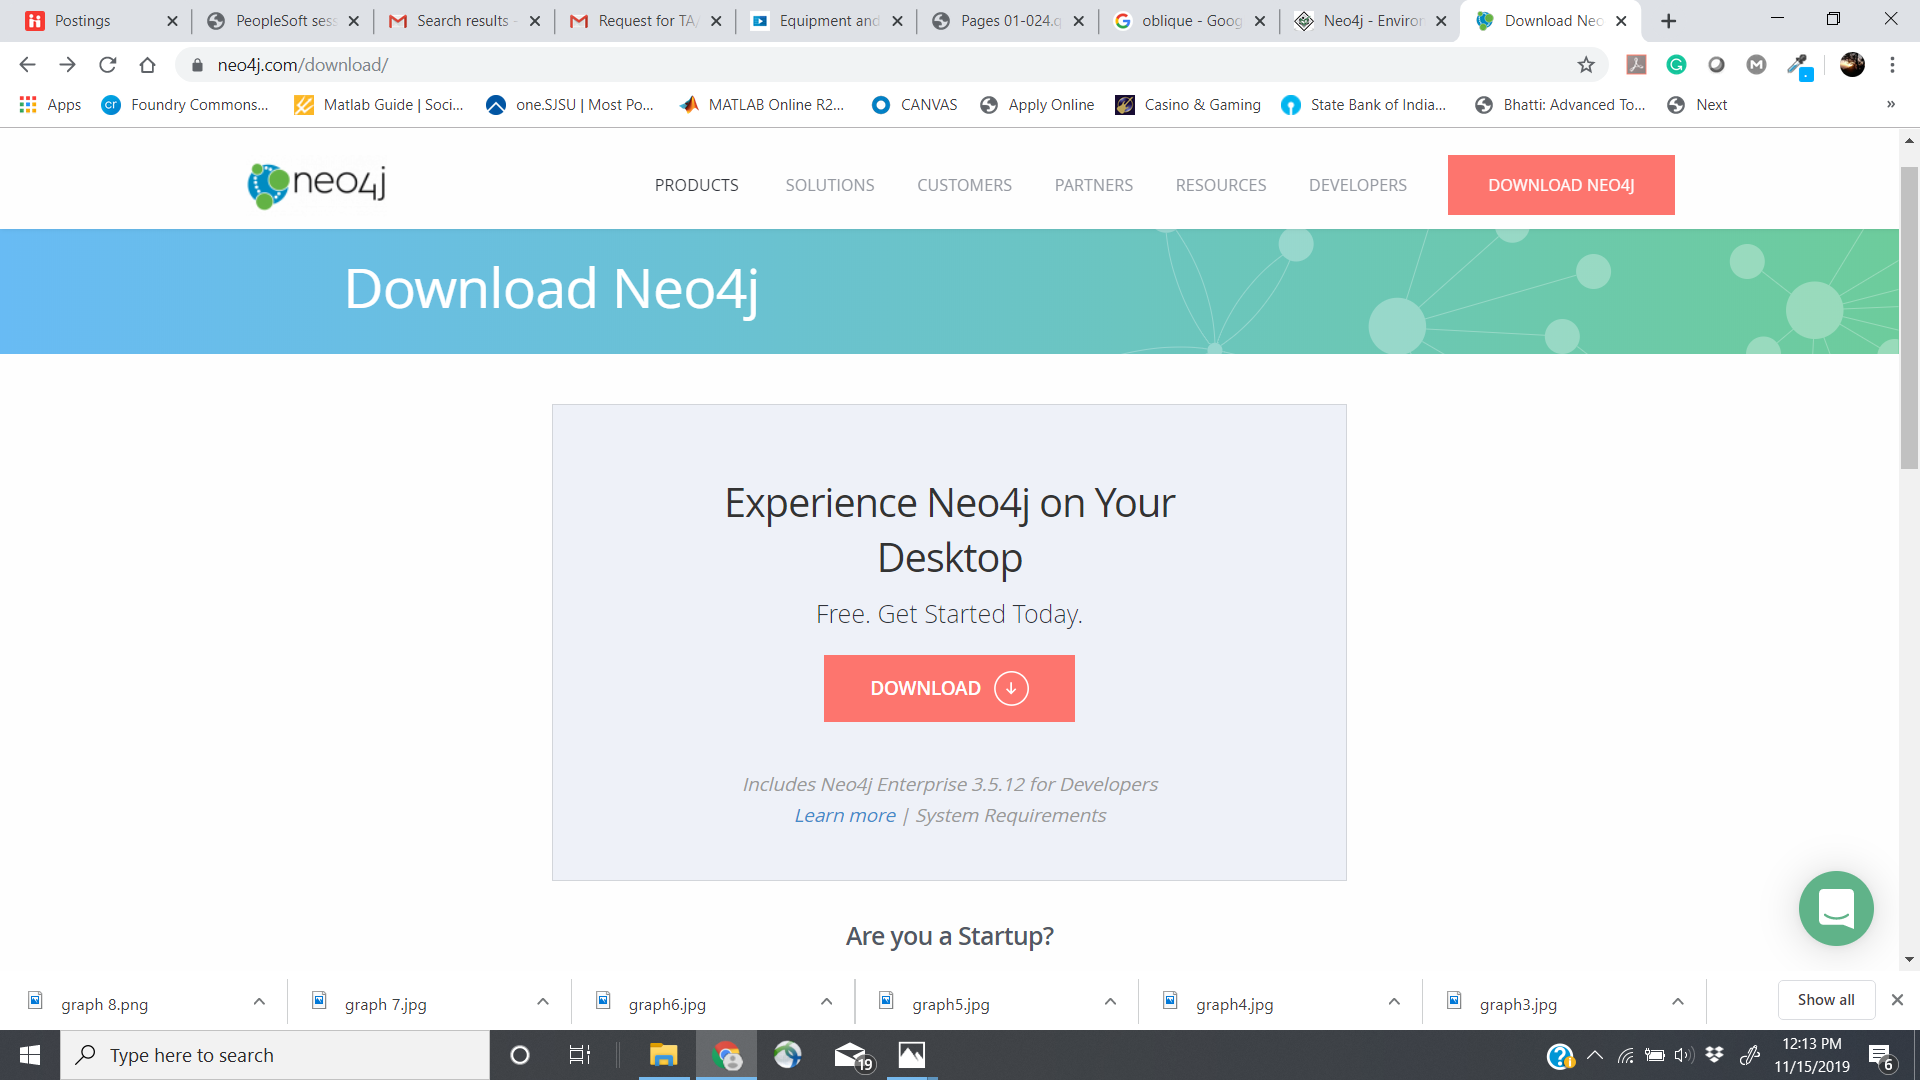 Postings
PeopleSoft sess
Search results -
Request for TA/
Equipment and
Pages 01-024.q
oblique - Goog
Neo4j - Environ
Download Neo
neo4j.com/download/
Apps
Foundry Commons...
Matlab Guide | Soci...
one.SJSU | Most Po...
MATLAB Online R2...
CANVAS
Apply Online
Casino & Gaming
State Bank of India...
Bhatti: Advanced To...
Next
»
neo4j
PRODUCTS
SOLUTIONS
CUSTOMERS
PARTNERS
RESOURCES
DEVELOPERS
DOWNLOAD NEO4J
Download Neo4j
Experience Neo4j on Your
Desktop
Free. Get Started Today.
DOWNLOAD
Includes Neo4j Enterprise 3.5.12 for Developers
Learn more | System Requirements
Are you a Startup?
graph 8.png
graph 7.jpg
graph6.jpg
graph5.jpg
graph4.jpg
graph3.jpg
Show all
Type here to search
19
12:13 PM
11/15/2019
6